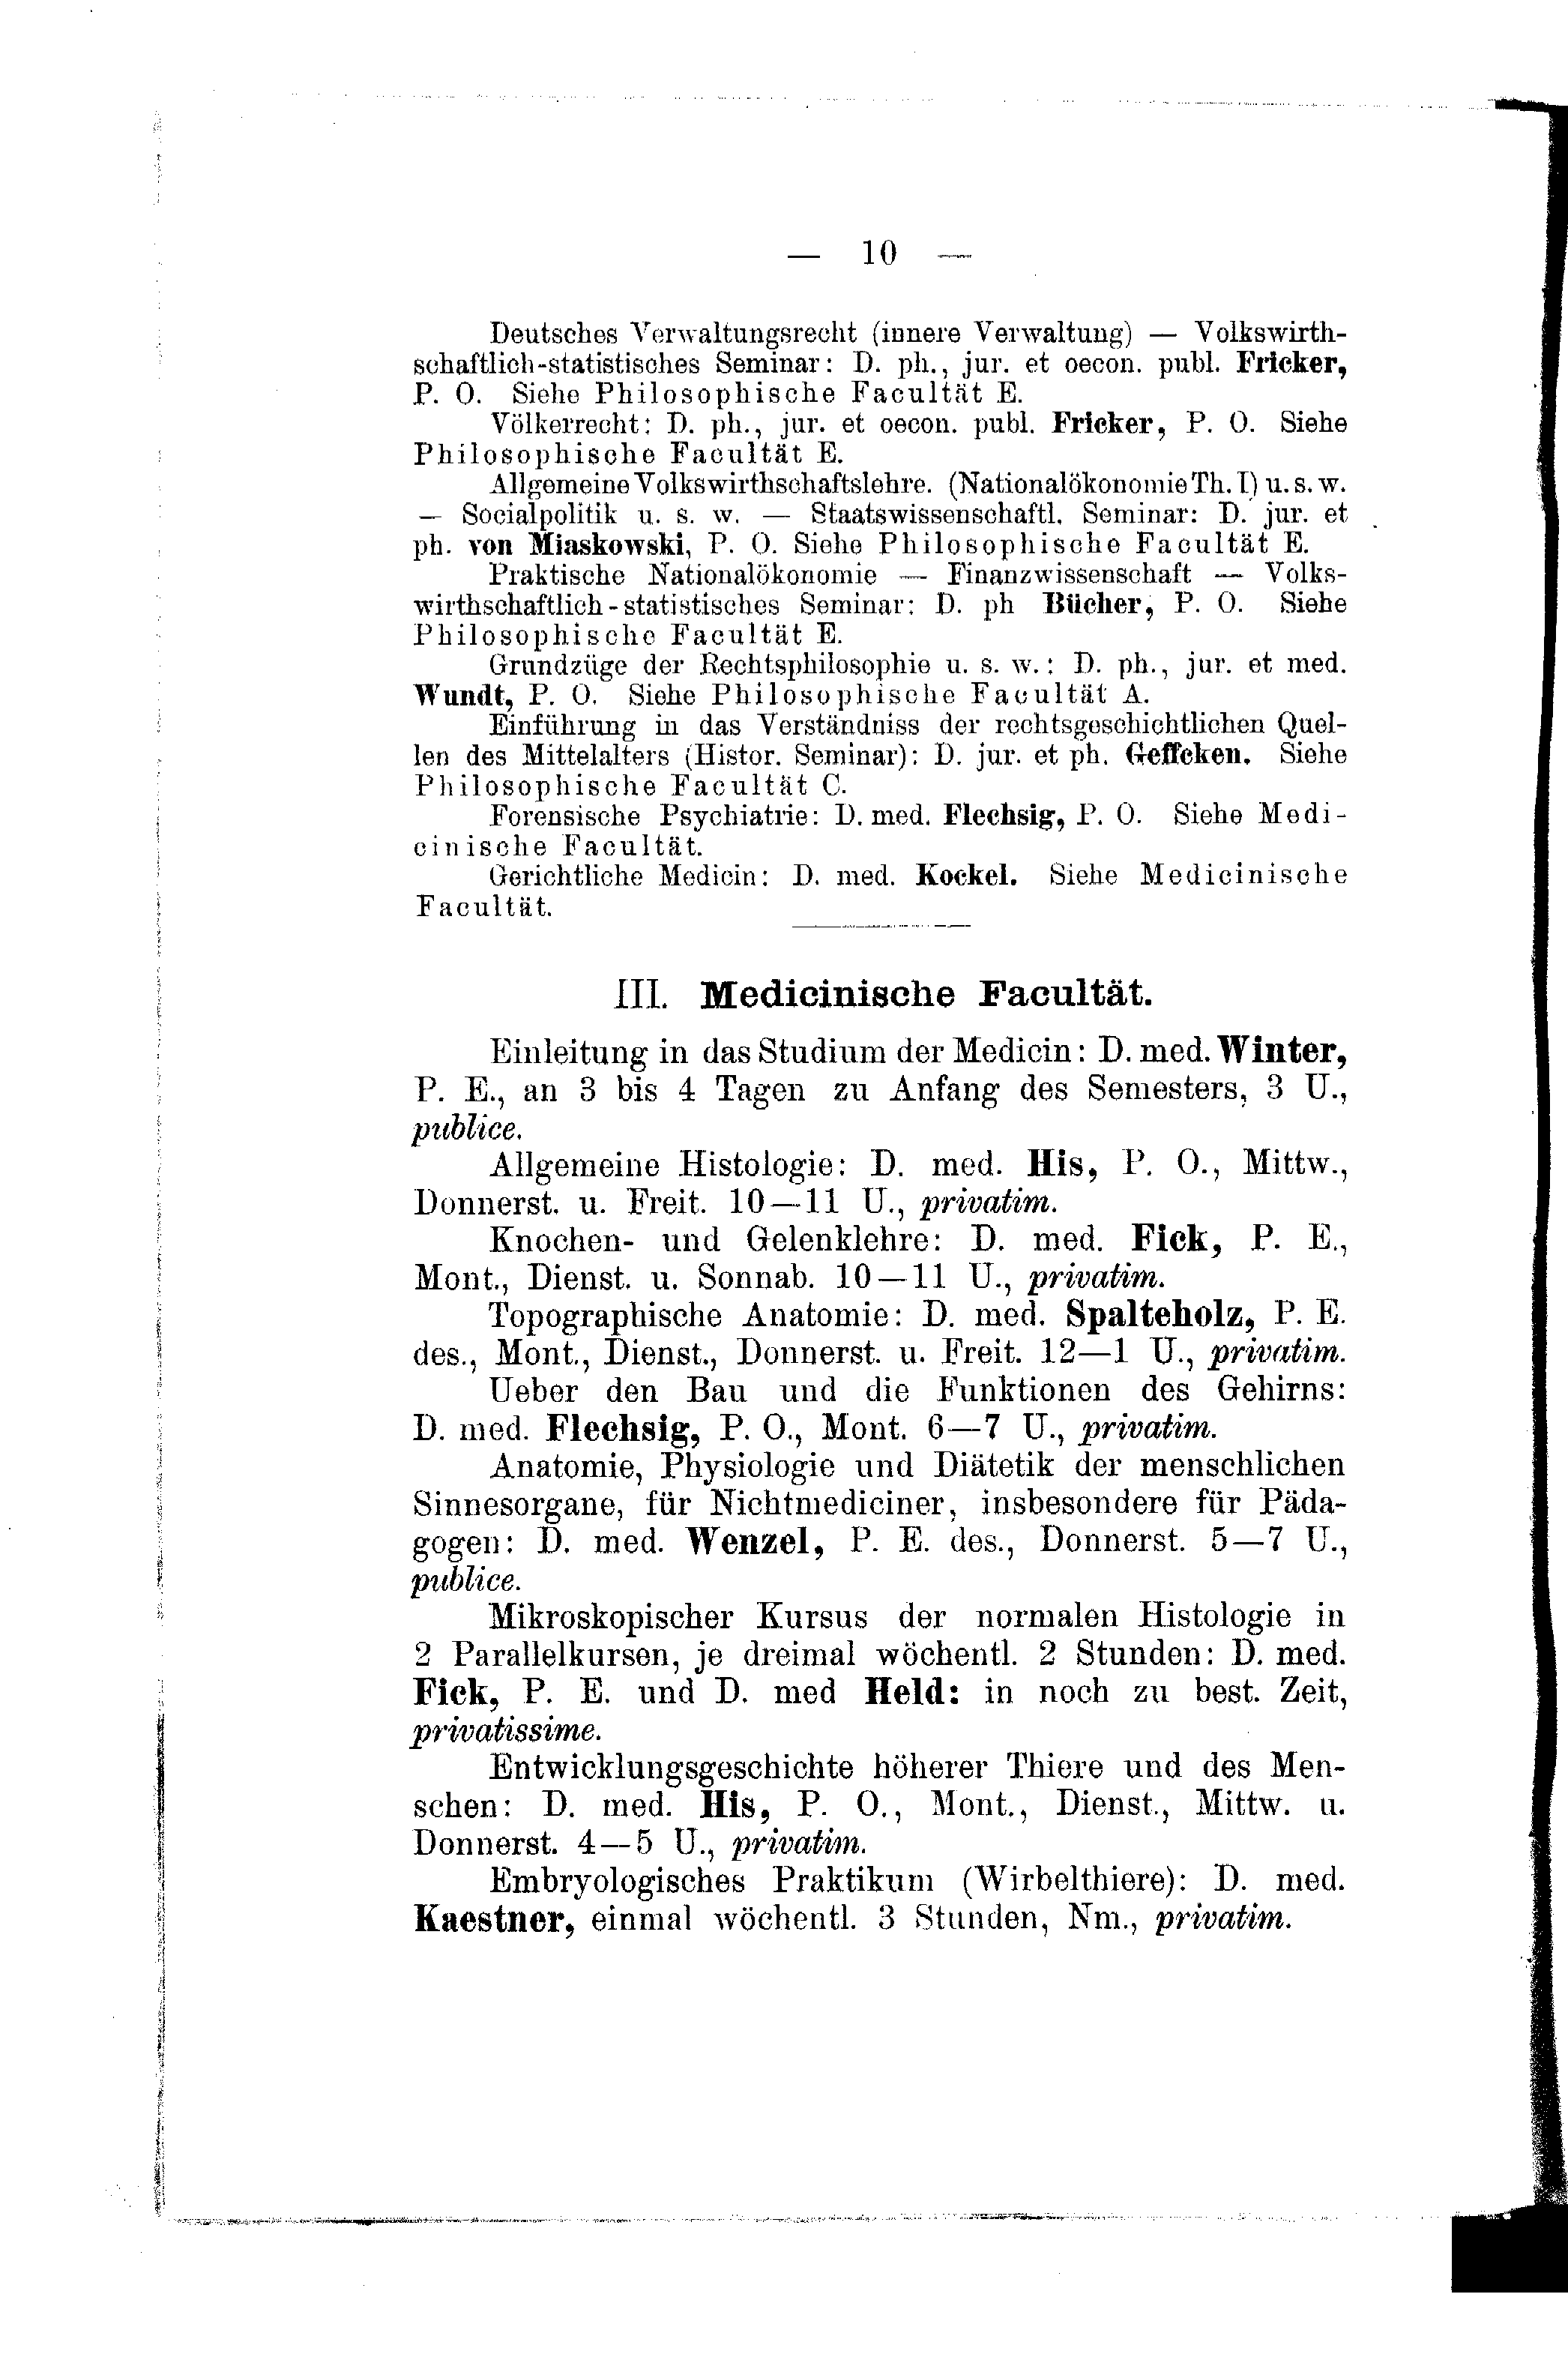 — 10 —
Deutsches Verwaltungsrecht (innere Verwaltung) — Volkswirth-
schaftlich-statistisches Seminar: D. ph., jur. et oecon. publ. Fricker,
P. O. Siehe Philosophische Facultät E.
Völkerrecht: D. ph., jur. et oecon. publ. Fricker, P. O. Siehe
Philosophische Facultät E.
Allgemeine Volkswirthschaftslehre. (Nationalökonomie Th. I) u. s. w.
— Socialpolitik u. s. w. — Staatswissenschaftl. Seminar: D. jur. et
ph. von Miaskowski, P. O. Siehe Philosophische Facultät E.
Praktische Nationalökonomie — Finanzwissenschaft — Volks-
wirthschaftlich-statistisches Seminar: D. ph Bücher, P. O. Siehe
Philosophische Facultät E.
Grundzüge der Rechtsphilosophie u. s. w.: D. ph., jur. et med.
Wundt, P. O. Siehe Philosophische Facultät A.
Einführung in das Verständniss der rechtsgeschichtlichen Quel-
len des Mittelalters (Histor. Seminar): D. jur. et ph. Geffcken. Siehe
Philosophische Facultät C.
Forensische Psychiatrie: D. med. Flechsig, P. O. Siehe Medi-
cinische Facultät.
Gerichtliche Medicin: D. med. Kockel. Siehe Medicinische
Facultät.
III. Medicinische Facultät.
Einleitung in das Studium der Medicin: D. med. Winter,
P. E., an 3 bis 4 Tagen zu Anfang des Semesters, 3 U.,
publice.
Allgemeine Histologie: D. med. His, P. O., Mittw.,
Donnerst. u. Freit. 10—11 U., privatim.
Knochen- und Gelenklehre: D. med. Fick, P. E.,
Mont., Dienst. u. Sonnab. 10—11 U., privatim.
Topographische Anatomie: D. med. Spalteholz, P. E.
des., Mont., Dienst., Donnerst. u. Freit. 12—1 U., privatim.
Ueber den Bau und die Funktionen des Gehirns:
D. med. Flechsig, P. O., Mont. 6—7 U., privatim.
Anatomie, Physiologie und Diätetik der menschlichen
Sinnesorgane, für Nichtmediciner, insbesondere für Päda-
gogen: D. med. Wenzel, P. E. des., Donnerst. 5—7 U.,
publice.
Mikroskopischer Kursus der normalen Histologie in
2 Parallelkursen, je dreimal wöchentl. 2 Stunden: D. med.
Fick, P. E. und D. med Held: in noch zu best. Zeit,
privatissime.
Entwicklungsgeschichte höherer Thiere und des Men-
schen: D. med. His, P. O., Mont., Dienst., Mittw. u.
Donnerst. 4—5 U., privatim.
Embryologisches Praktikum (Wirbelthiere): D. med.
Kaestner, einmal wöchentl. 3 Stunden, Nm., privatim.